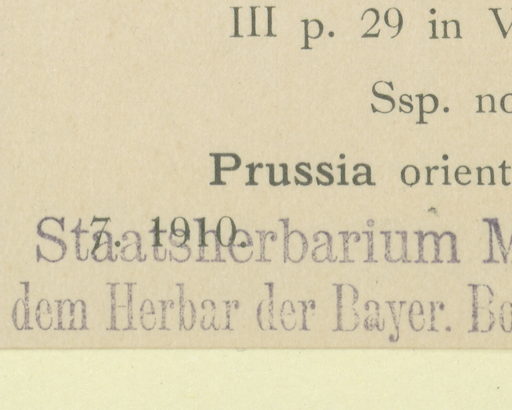 III p. 29 in V
Ssp. no
Prussia orient
7. 1910.
Staatsherbarium M
dem Herbar der Bayer. Bo